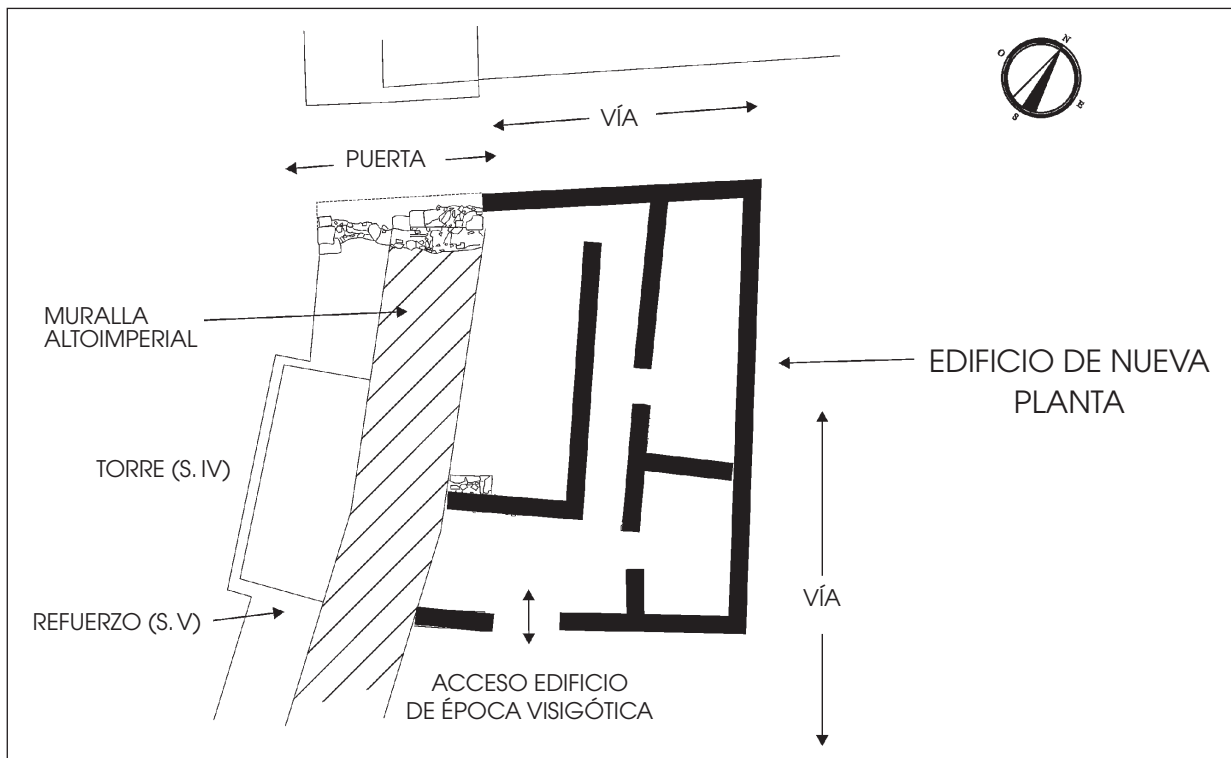 N
O
E
S
VÍA
PUERTA
MURALLA
ALTOIMPERIAL
EDIFICIO DE NUEVA
PLANTA
TORRE (S. IV)
VÍA
REFUERZO (S. V)
ACCESO EDIFICIO
DE ÉPOCA VISIGÓTICA